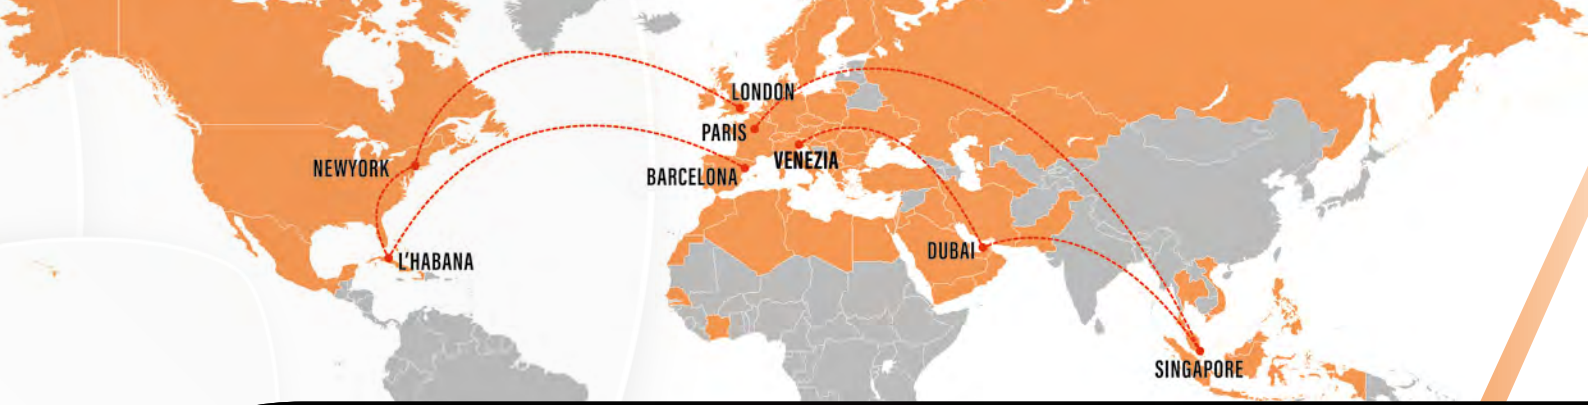 LONDON
PARIS
VENEZIA
NEWYORK
BARCELONA
DUBAI
L'HABANA
SINGAPORE